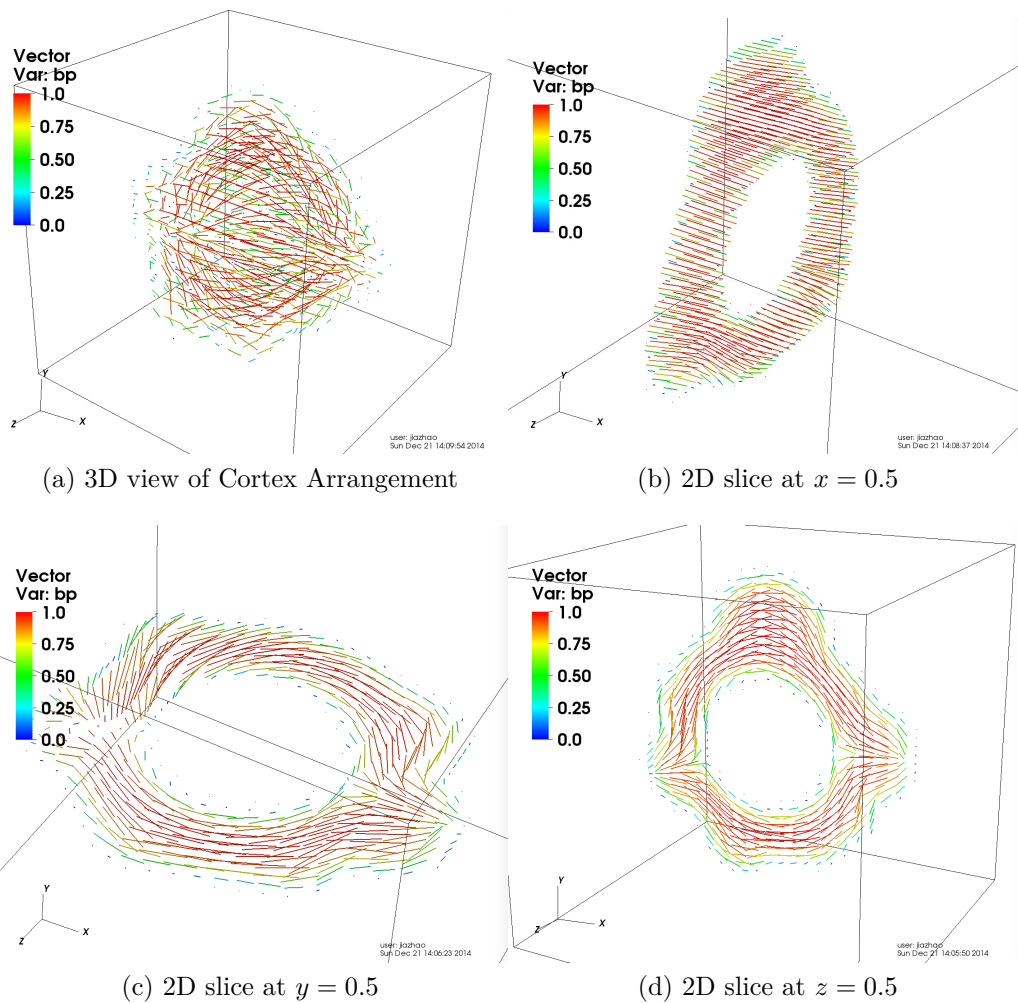 Vector
Var: bp
1.0
0.75
0.50
0.25
0.0
Y
Z
X
user: jiazhao
Sun Dec 21 14:09:54 2014
(a) 3D view of Cortex Arrangement
Vector
Var: bp
1.0
0.75
0.50
0.25
0.0
Y
Z
X
user: jiazhao
Sun Dec 21 14:08:37 2014
(b) 2D slice at x = 0.5
Vector
Var: bp
1.0
0.75
0.50
0.25
0.0
Y
Z
X
user: jiazhao
Sun Dec 21 14:06:23 2014
(c) 2D slice at y = 0.5
Vector
Var: bp
1.0
0.75
0.50
0.25
0.0
Y
Z
X
user: jiazhao
Sun Dec 21 14:05:50 2014
(d) 2D slice at z = 0.5